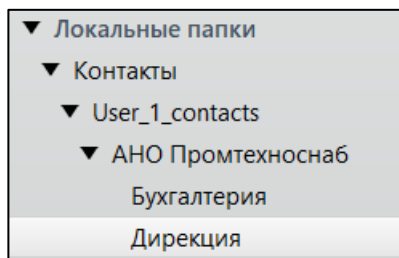 Локальные папки
Контакты
User_1_contacts
АНО Промтехноснаб
Бухгалтерия
Дирекция